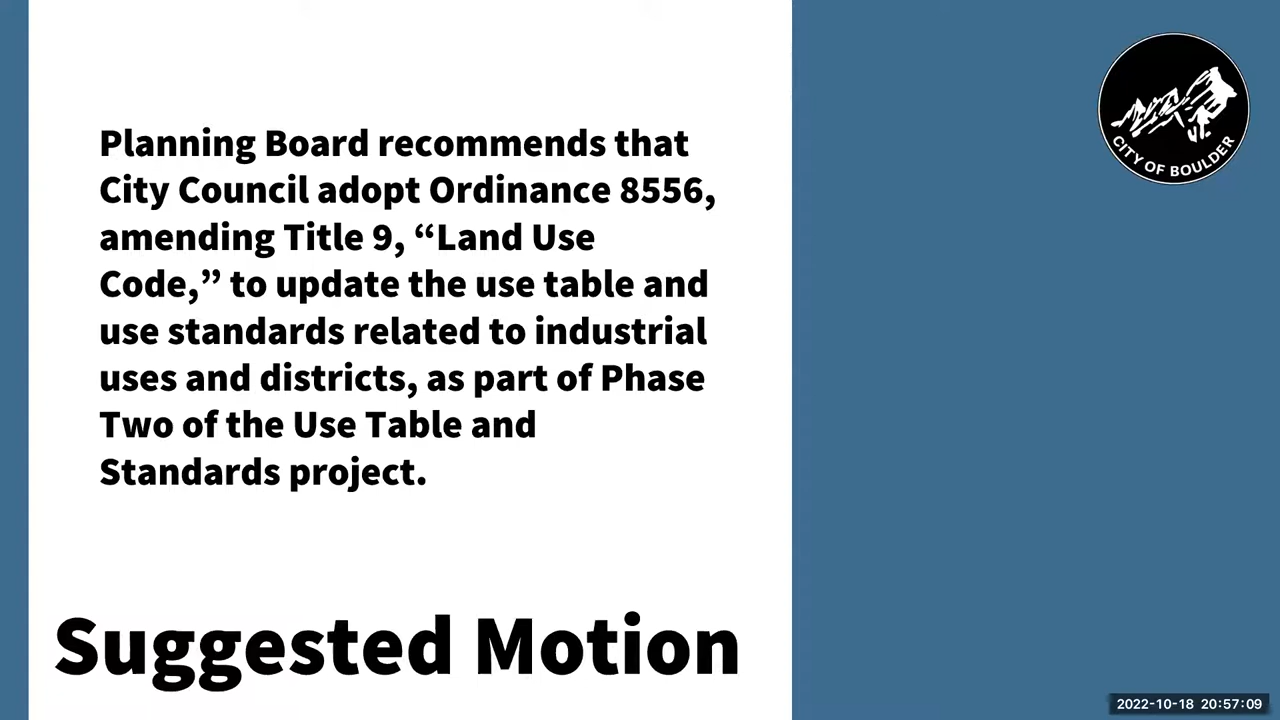 Planning Board recommends that
City Council adopt Ordinance 8556,
amending Title 9, “Land Use
Code,” to update the use table and
use standards related to industrial
uses and districts, as part of Phase
Two of the Use Table and
Standards project.
Suggested Motion
CITY OF BOULDER
2022-10-18 20:57:09